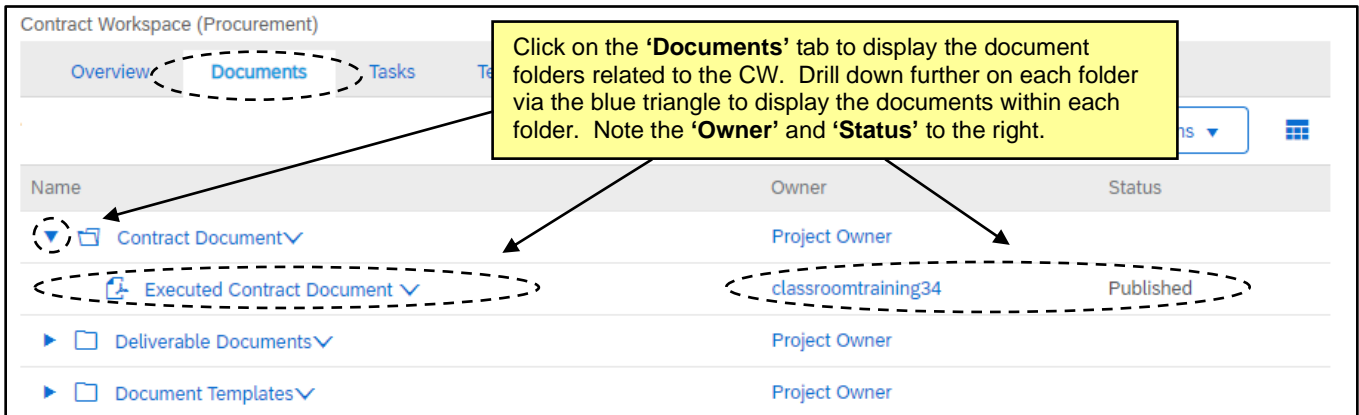 Contract Workspace (Procurement)
Click on the ‘Documents’ tab to display the document
folders related to the CW.  Drill down further on each folder
via the blue triangle to display the documents within each
folder.  Note the ‘Owner’ and ‘Status’ to the right.
Overview Documents Tasks
Name Owner Status
Contract Document Project Owner
Executed Contract Document classroomtraining34 Published
Deliverable Documents Project Owner
Document Templates Project Owner